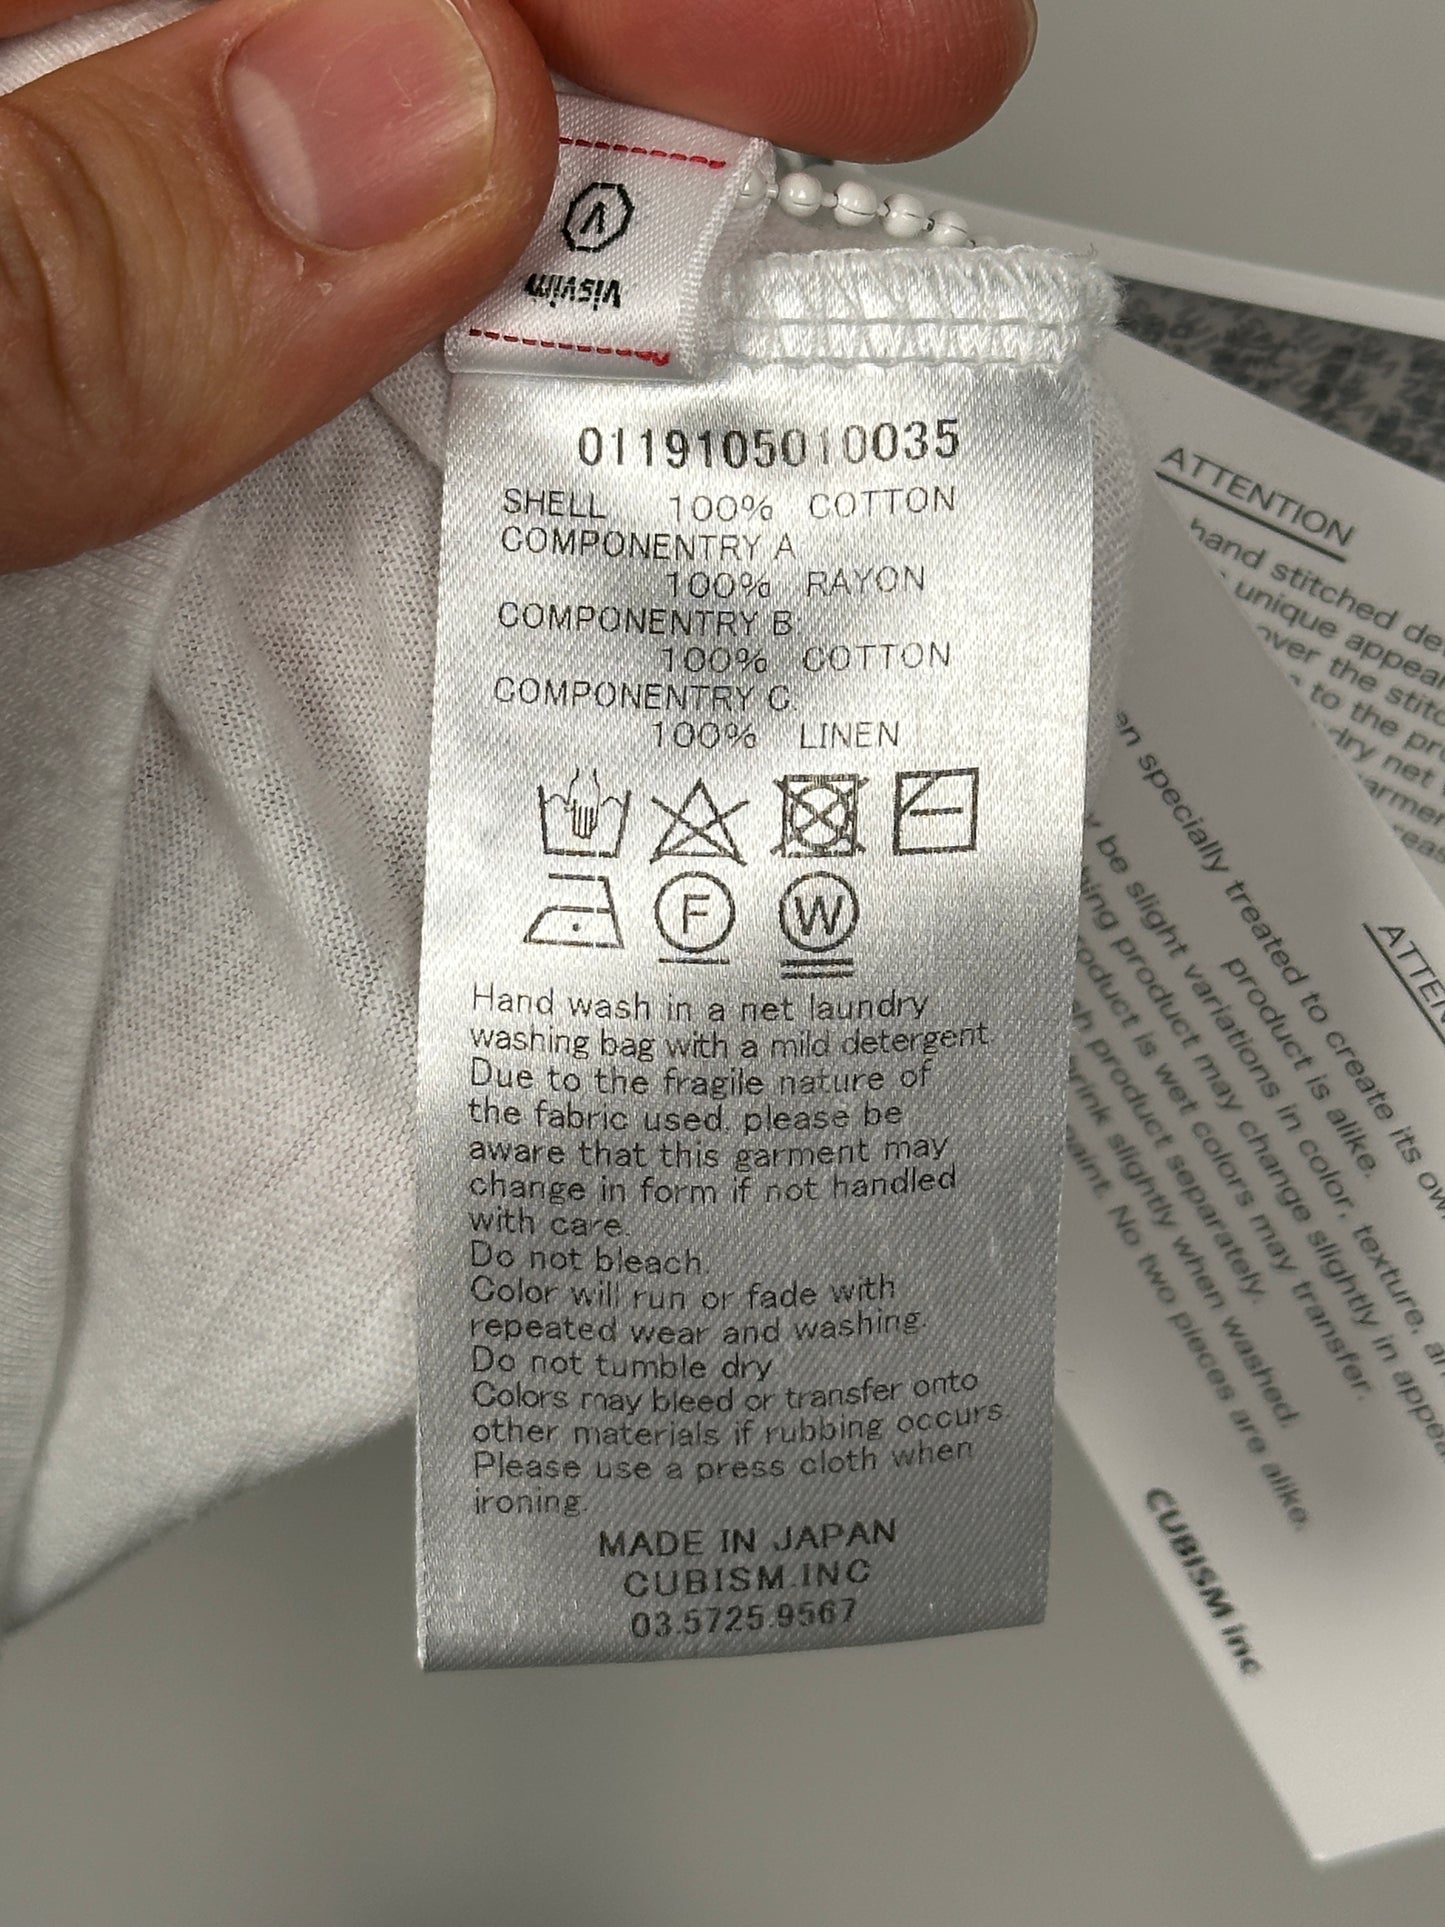 visvim
0119105010035
SHELL 100% COTTON
COMPONENTRY A
100% RAYON
COMPONENTRY B
100% COTTON
COMPONENTRY C
100% LINEN
F W
Hand wash in a net laundry
washing bag with a mild detergent.
Due to the fragile nature of
the fabric used, please be
aware that this garment may
change in form if not handled
with care.
Do not bleach.
Color will run or fade with
repeated wear and washing.
Do not tumble dry
Colors may bleed or transfer onto
other materials if rubbing occurs.
Please use a press cloth when
ironing.
MADE IN JAPAN
CUBISM.INC
03.5725.9567
ATTENTION
hand stitched
unique
over the
to the
dry net
specially treated to create its
product is alike.
be slight variations in color, texture,
product may change slightly in
product is wet colors may transfer.
product separately.
slightly when washed.
No two pieces are alike.
CUBISM inc